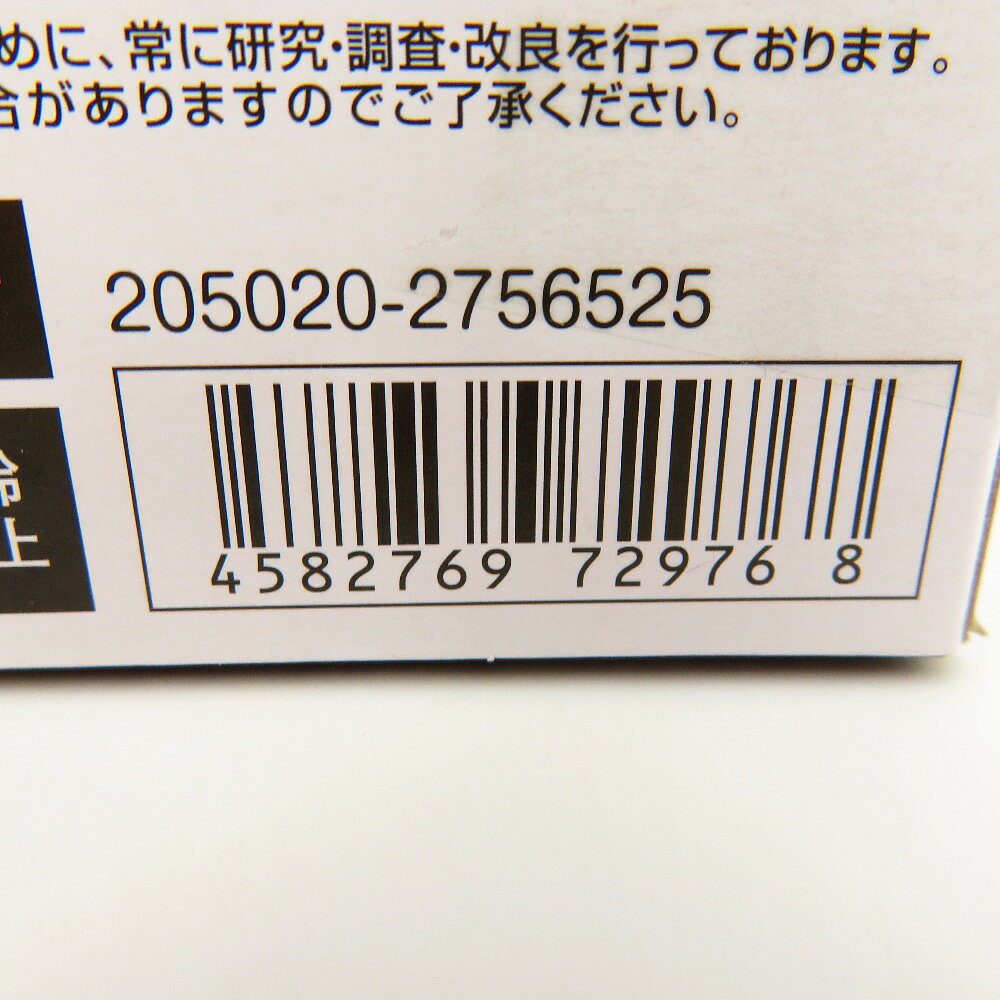 めに、常に研究・調査・改良を行っております。
合がありますのでご了承ください。
205020-2756525
4582769 72976 8